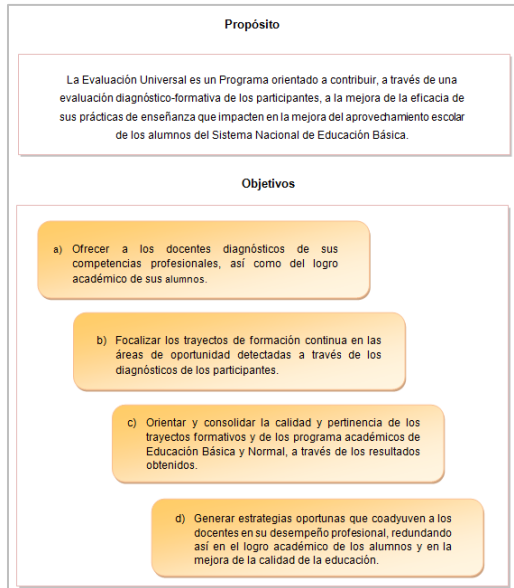 Propósito
La Evaluación Universal es un Programa orientado a contribuir, a través de una
evaluación diagnóstico-formativa de los participantes, a la mejora de la eficacia de
sus prácticas de enseñanza que impacten en la mejora del aprovechamiento escolar
de los alumnos del Sistema Nacional de Educación Básica.
Objetivos
a) Ofrecer a los docentes diagnósticos de sus
competencias profesionales, así como del logro
académico de sus alumnos.
b) Focalizar los trayectos de formación continua en las
áreas de oportunidad detectadas a través de los
diagnósticos de los participantes.
c) Orientar y consolidar la calidad y pertinencia de los
trayectos formativos y de los programa académicos de
Educación Básica y Normal, a través de los resultados
obtenidos.
d) Generar estrategias oportunas que coadyuven a los
docentes en su desempeño profesional, redundando
así en el logro académico de los alumnos y en la
mejora de la calidad de la educación.